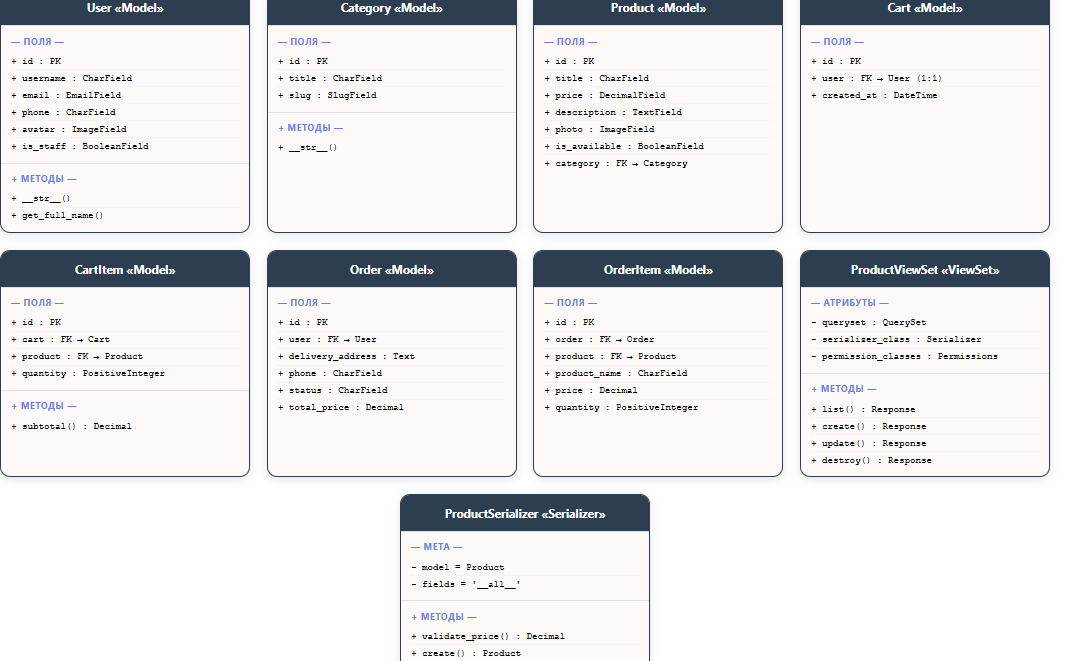 User «Model»
— ПОЛЯ —
+ id : PK
+ username : CharField
+ email : EmailField
+ phone : CharField
+ avatar : ImageField
+ is_staff : BooleanField
+ МЕТОДЫ —
+ __str__()
+ get_full_name()
Category «Model»
— ПОЛЯ —
+ id : PK
+ title : CharField
+ slug : SlugField
+ МЕТОДЫ —
+ __str__()
Product «Model»
— ПОЛЯ —
+ id : PK
+ title : CharField
+ price : DecimalField
+ description : TextField
+ photo : ImageField
+ is_available : BooleanField
+ category : FK → Category
Cart «Model»
— ПОЛЯ —
+ id : PK
+ user : FK → User (1:1)
+ created_at : DateTime
CartItem «Model»
— ПОЛЯ —
+ id : PK
+ cart : FK → Cart
+ product : FK → Product
+ quantity : PositiveInteger
+ МЕТОДЫ —
+ subtotal() : Decimal
Order «Model»
— ПОЛЯ —
+ id : PK
+ user : FK → User
+ delivery_address : Text
+ phone : CharField
+ status : CharField
+ total_price : Decimal
OrderItem «Model»
— ПОЛЯ —
+ id : PK
+ order : FK → Order
+ product : FK → Product
+ product_name : CharField
+ price : Decimal
+ quantity : PositiveInteger
ProductViewSet «ViewSet»
— АТРИБУТЫ —
- queryset : QuerySet
- serializer_class : Serializer
- permission_classes : Permissions
+ МЕТОДЫ —
+ list() : Response
+ create() : Response
+ update() : Response
+ destroy() : Response
ProductSerializer «Serializer»
— МЕТА —
- model = Product
- fields = '__all__'
+ МЕТОДЫ —
+ validate_price() : Decimal
+ create() : Product